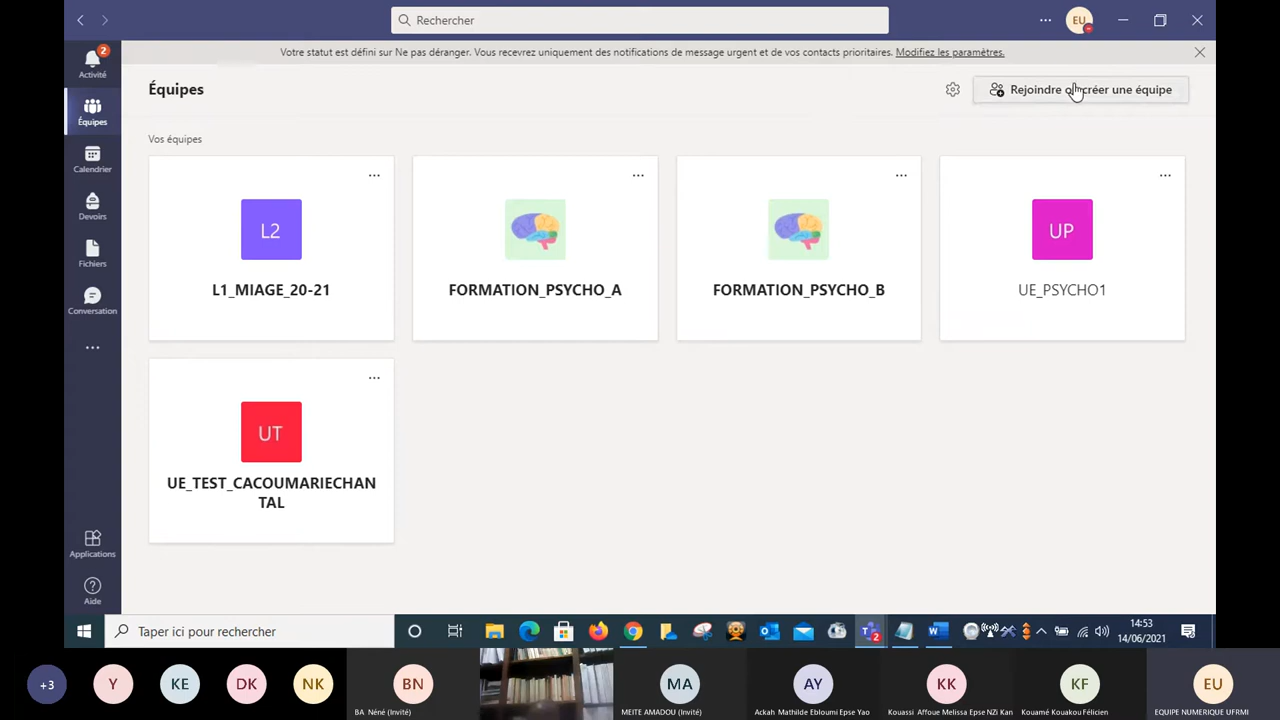 Rechercher
EU
Votre statut est défini sur Ne pas déranger. Vous recevrez uniquement des notifications de message urgent et de vos contacts prioritaires. Modifiez les paramètres.
2
Activité
Équipes
Calendrier
Devoirs
Fichiers
Conversation
Applications
Aide
Équipes
Rejoindre ou créer une équipe
Vos équipes
L2
L1_MIAGE_20-21
FORMATION_PSYCHO_A
FORMATION_PSYCHO_B
UP
UE_PSYCHO1
UT
UE_TEST_CACOUMARIECHAN
TAL
Taper ici pour rechercher
2
14:53
14/06/2021
+3
Y
KE
DK
NK
BN
BA Néné (Invité)
MA
MEITE AMADOU (Invité)
AY
Ackah Mathilde Ebloumi Epse Yao
KK
Kouassi Affoue Melissa Epse NZi Kan
KF
Kouamé Kouakou Félicien
EU
EQUIPE NUMERIQUE UFRMI